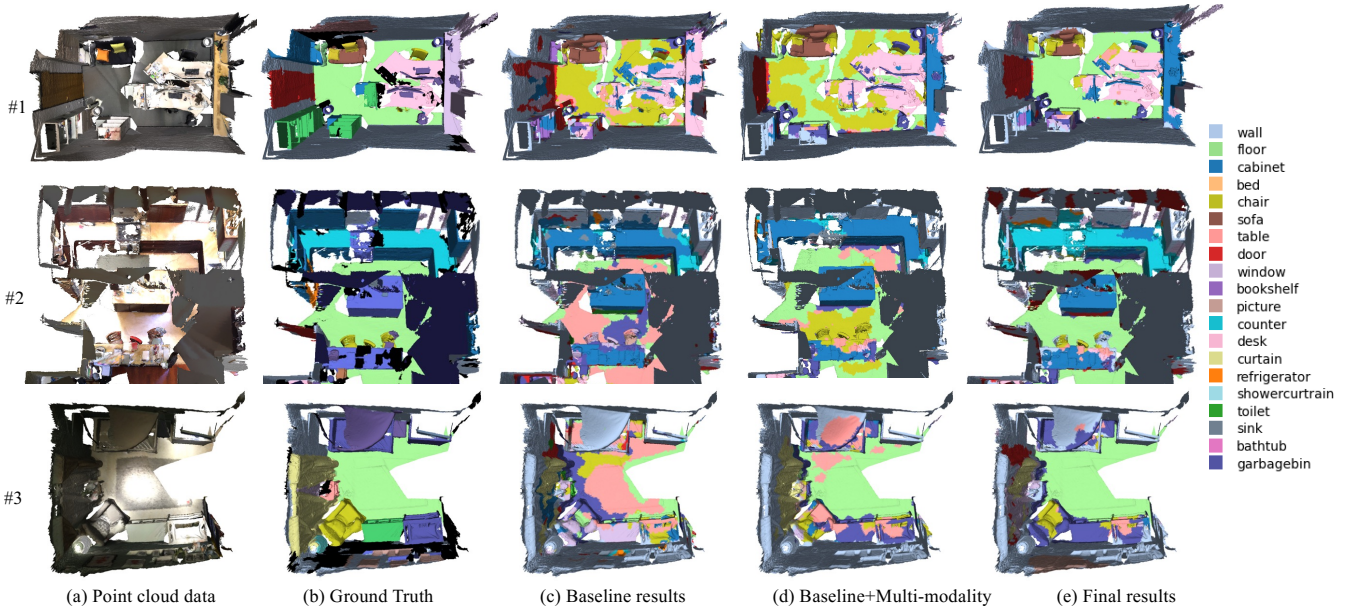 #1
#2
#3
wall
floor
cabinet
bed
chair
sofa
table
door
window
bookshelf
picture
counter
desk
curtain
refrigerator
showercurtrain
toilet
sink
bathtub
garbagebin
(a) Point cloud data (b) Ground Truth (c) Baseline results (d) Baseline+Multi-modality (e) Final results